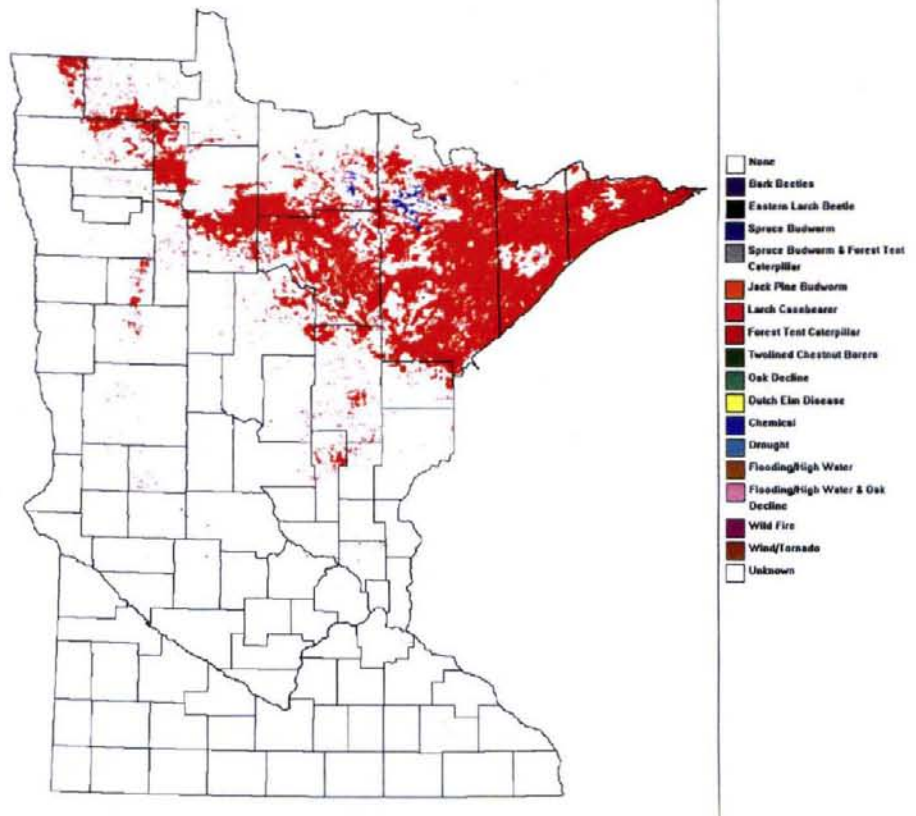 None
Bark Beetles
Eastern Larch Beetle
Spruce Budworm
Spruce Budworm & Forest Tent
Caterpillar
Jack Pine Budworm
Larch Casebearer
Forest Tent Caterpillar
Twolined Chestnut Borers
Oak Decline
Dutch Elm Disease
Chemical
Drought
Flooding/High Water
Flooding/High Water & Oak
Decline
Wild Fire
Wind/Tornado
Unknown